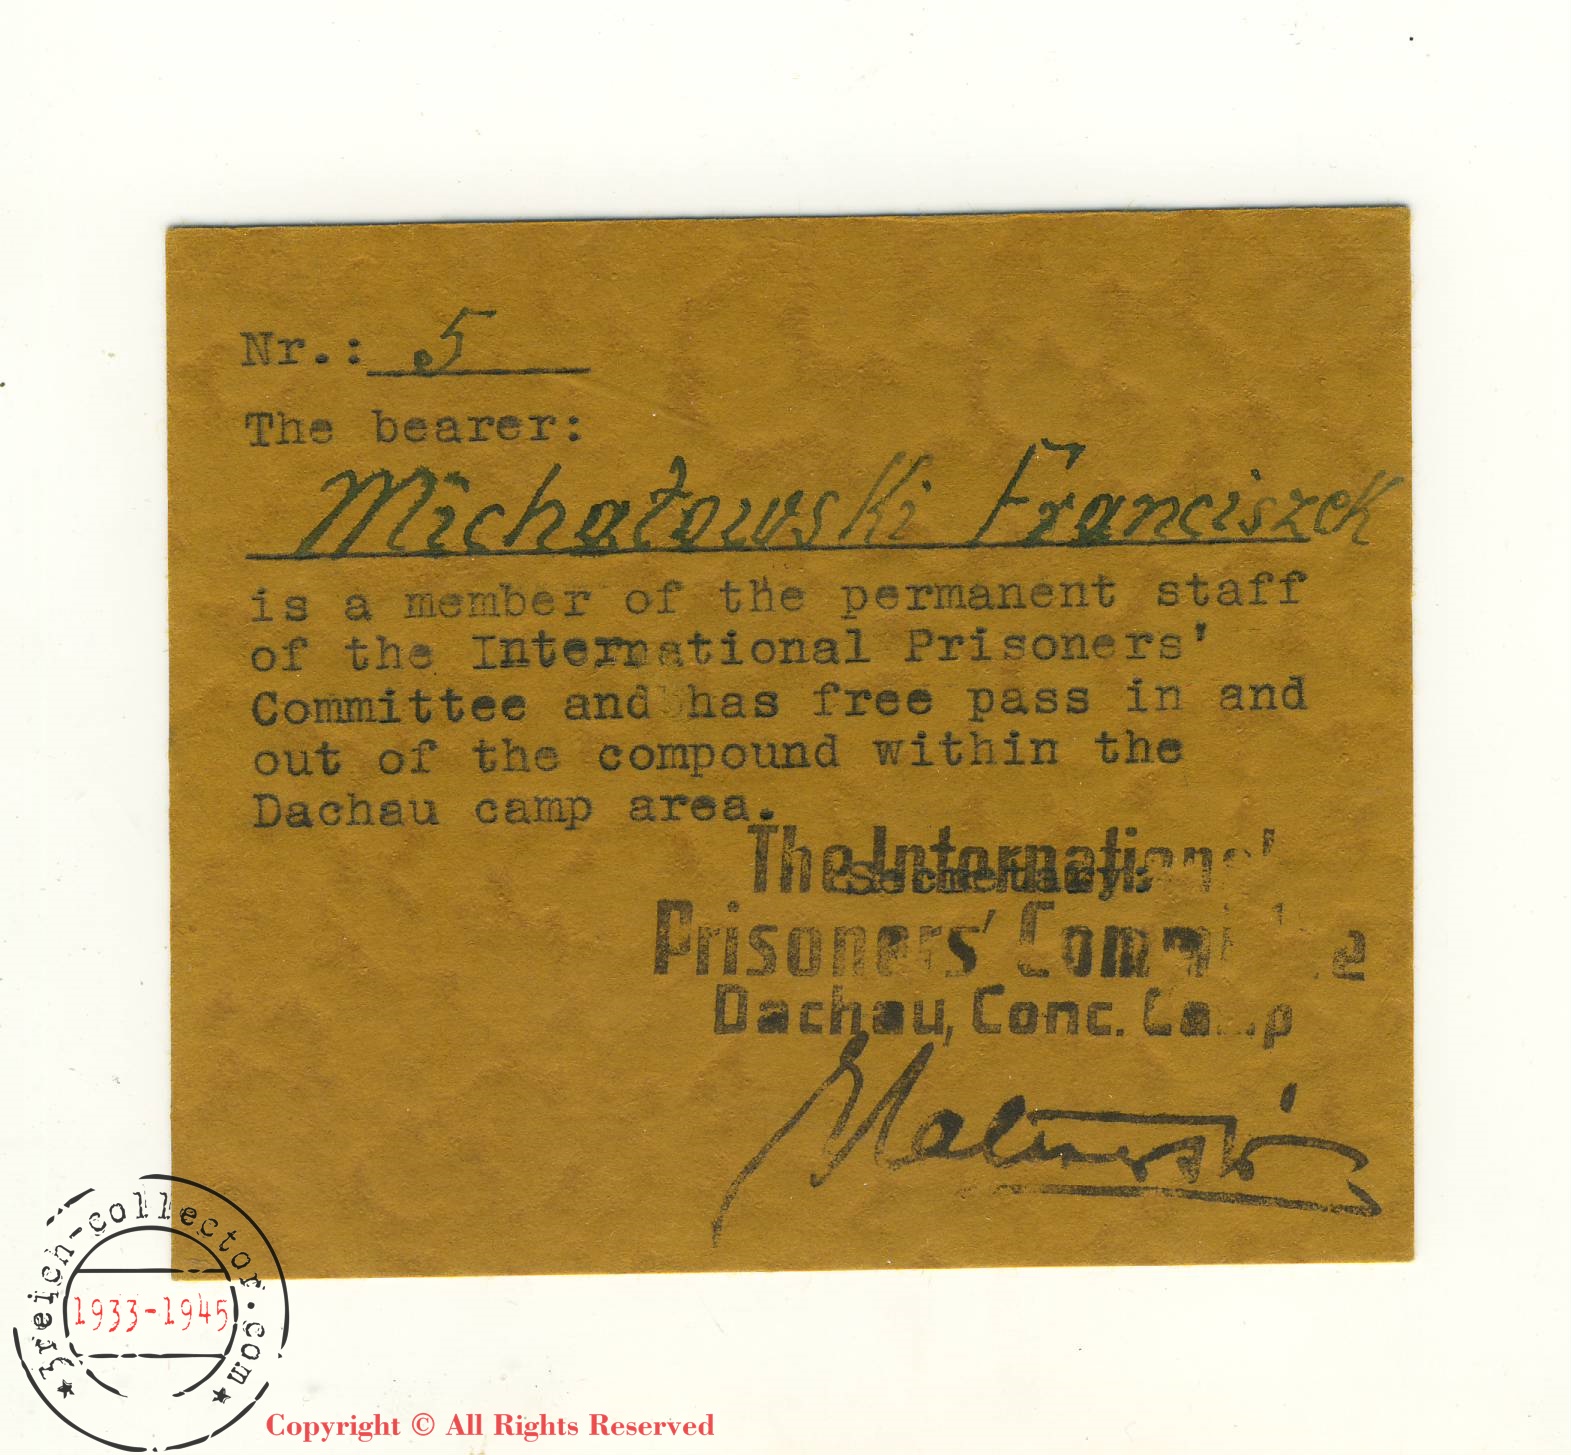 Nr.: 5
The bearer:
Michałowski Franciszek
is a member of the permanent staff
of the International Prisoners'
Committee and has free pass in and
out of the compound within the
Dachau camp area.
The International
Secretary:
Prisoners' Committee
Dachau, Conc. Camp
Malinowski
3reich-collector.com
1933-1945
Copyright © All Rights Reserved